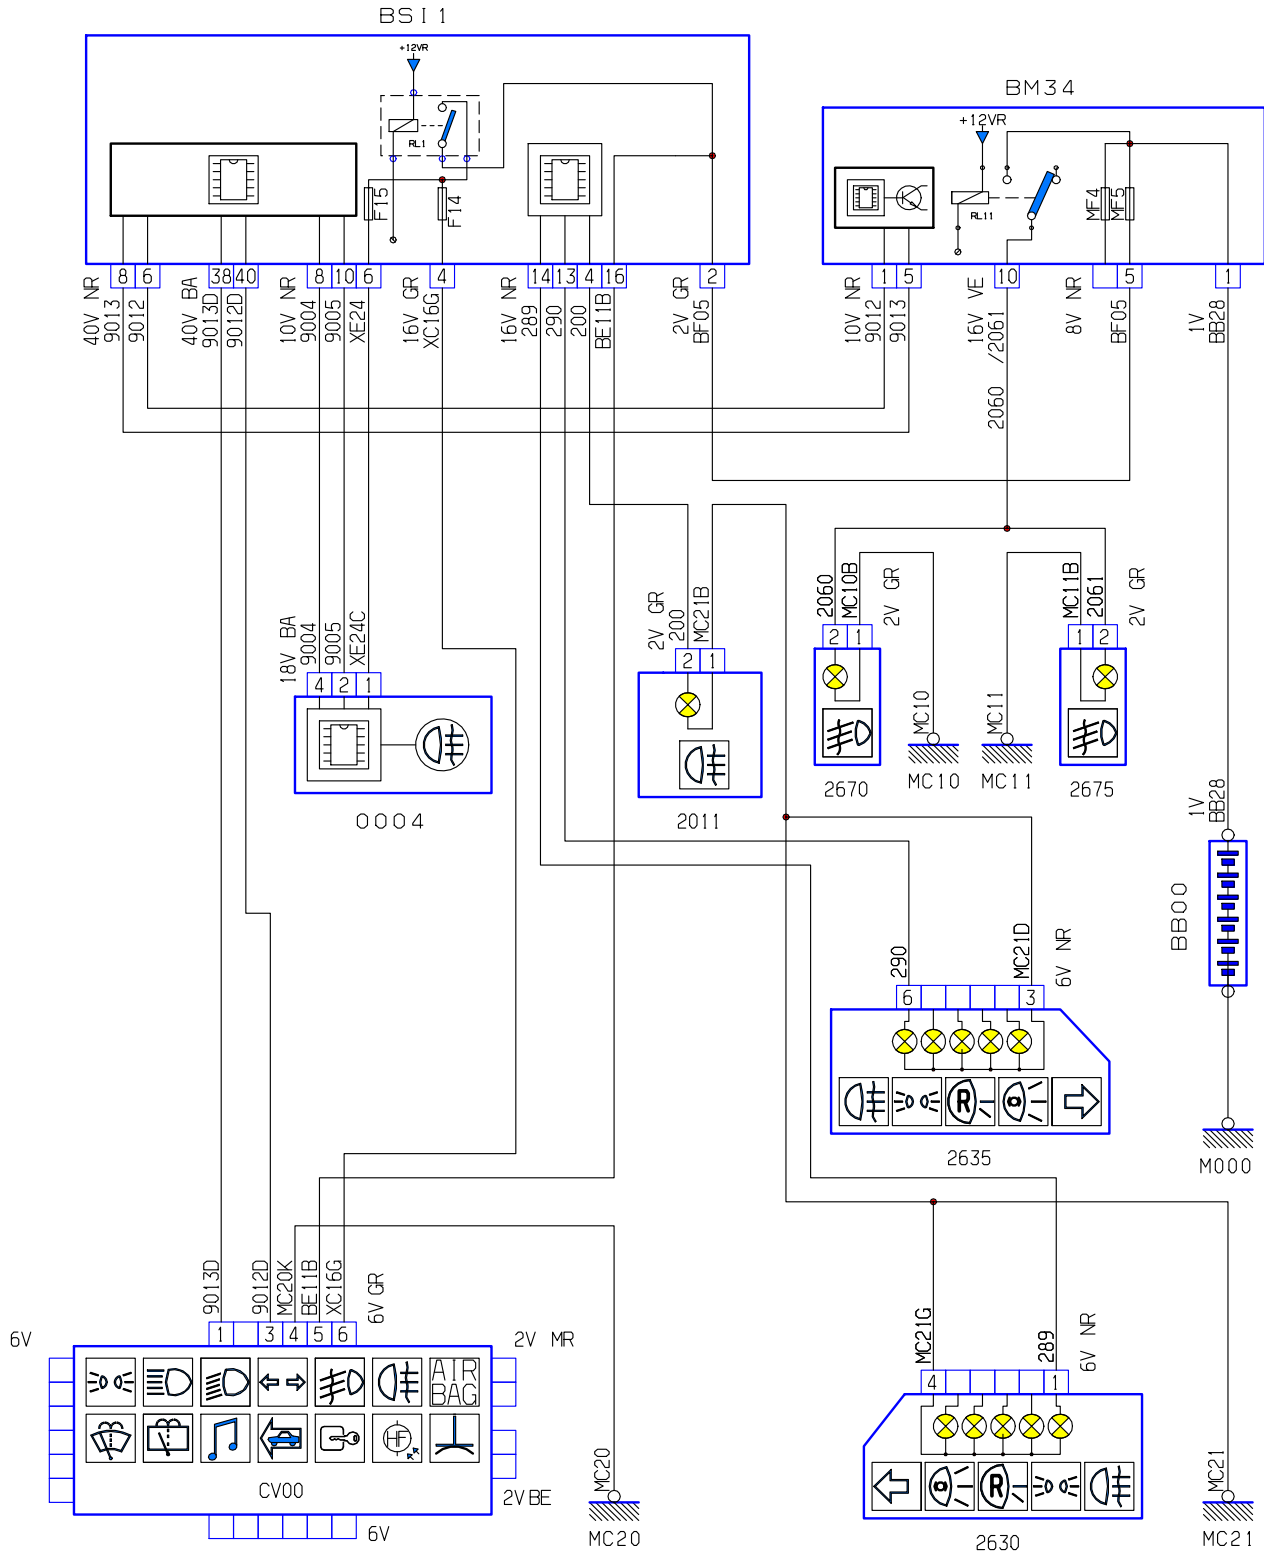 BSI1
+12VR
RL1
F15
F14
8 6 38 40 8 10 6 4 14 13 4 16 2
40V NR
9013
9012
40V BA
9013D
9012D
10V NR
9004
9005
XE24
16V GR
XC16G
16V NR
289
290
200
BE11B
2V GR
BF05
BM34
+12VR
RL11
MF4
MF5
1 5 10 5 1
10V NR
9012
9013
16V VE
/2061
2060
8V NR
BF05
1V
BB28
18V BA
9004
9005
XE24C
4 2 1
0004
2V GR
200
MC21B
2 1
2011
2060
MC10B
2V GR
2 1
2670
MC10
MC10
MC11
MC11
MC11B
2061
2V GR
1 2
2675
1V
BB28
BB00
M000
290
MC21D
6V NR
6 3
R
2635
9013D
9012D
MC20K
BE11B
XC16G
6V GR
1 3 4 5 6
6V
2V MR
AIR
BAG
HF
CV00
2V BE
6V
MC20
MC20
MC21G
289
6V NR
4 1
R
2630
MC21
MC21